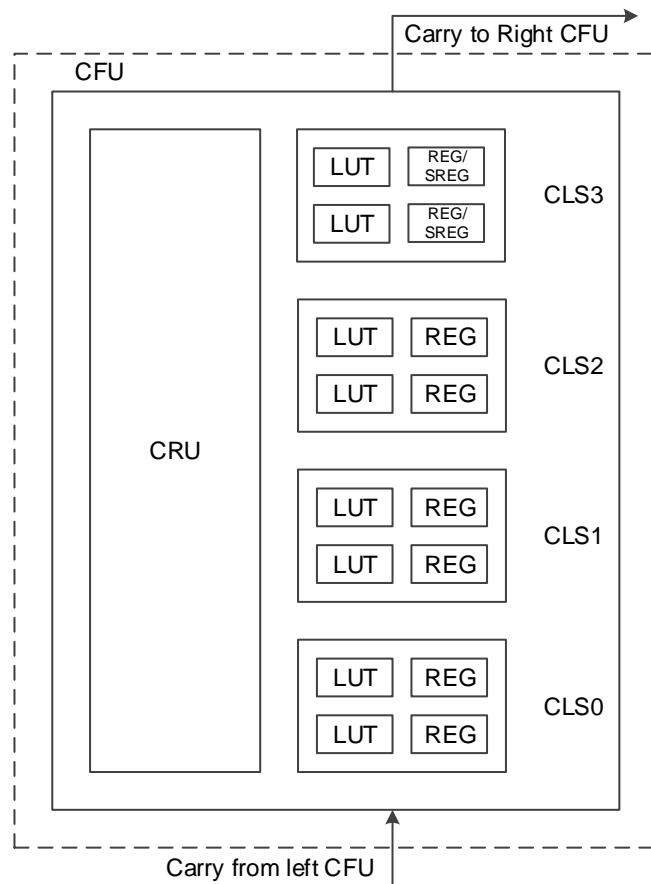 Carry to Right CFU
CFU
LUT
REG/
SREG
LUT
REG/
SREG
CLS3
LUT
REG
LUT
REG
CLS2
CRU
LUT
REG
LUT
REG
CLS1
LUT
REG
LUT
REG
CLS0
Carry from left CFU